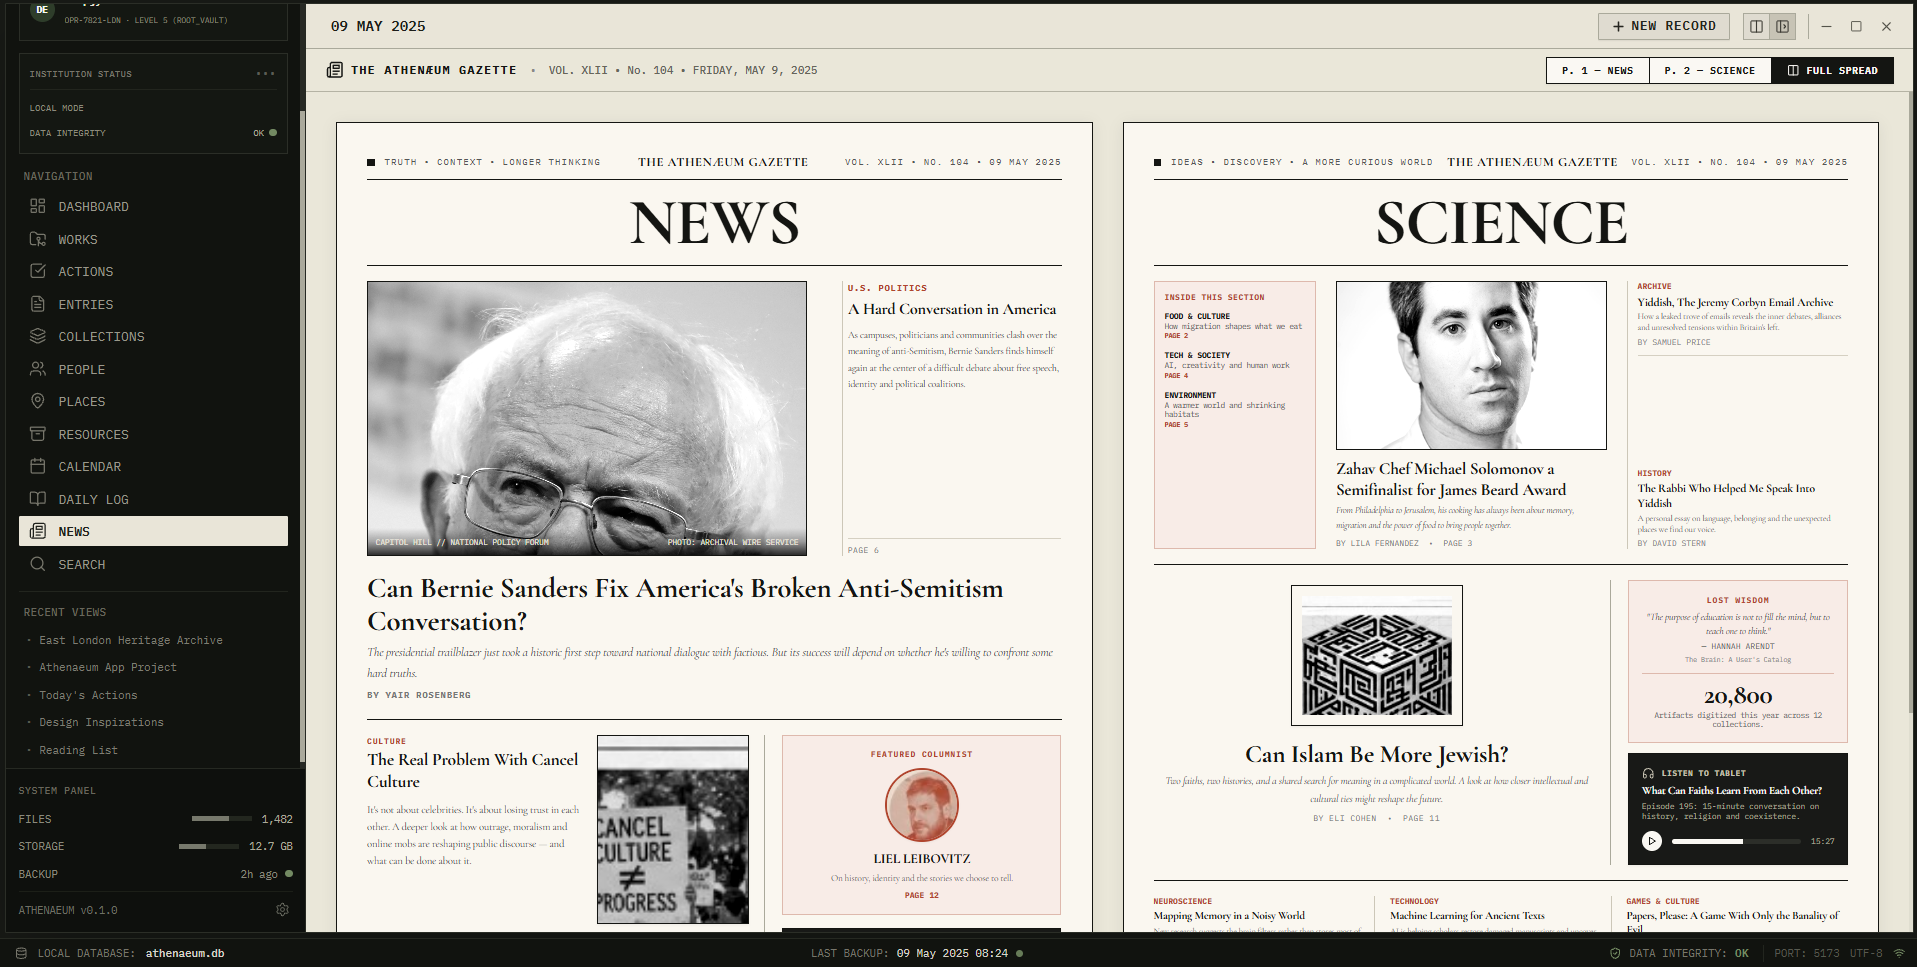 DE
OPR-7821-LDN · LEVEL 5 (ROOT_VAULT)
INSTITUTION STATUS
LOCAL MODE
DATA INTEGRITY
OK
NAVIGATION
DASHBOARD
WORKS
ACTIONS
ENTRIES
COLLECTIONS
PEOPLE
PLACES
RESOURCES
CALENDAR
DAILY LOG
NEWS
SEARCH
RECENT VIEWS
· East London Heritage Archive
· Athenaeum App Project
· Today's Actions
· Design Inspirations
· Reading List
SYSTEM PANEL
FILES 1,482
STORAGE 12.7 GB
BACKUP 2h ago
ATHENAEUM v0.1.0
09 MAY 2025
+ NEW RECORD
THE ATHENÆUM GAZETTE • VOL. XLII • No. 104 • FRIDAY, MAY 9, 2025
P. 1 — NEWS
P. 2 — SCIENCE
FULL SPREAD
TRUTH • CONTEXT • LONGER THINKING
THE ATHENÆUM GAZETTE
VOL. XLII • NO. 104 • 09 MAY 2025
NEWS
CAPITOL HILL // NATIONAL POLICY FORUM
PHOTO: ARCHIVAL WIRE SERVICE
U.S. POLITICS
A Hard Conversation in America
As campuses, politicians and communities clash over the
meaning of anti-Semitism, Bernie Sanders finds himself
again at the center of a difficult debate about free speech,
identity and political coalitions.
PAGE 6
Can Bernie Sanders Fix America's Broken Anti-Semitism
Conversation?
The presidential trailblazer just took a historic first step toward national dialogue with factious. But its success will depend on whether he's willing to confront some
hard truths.
BY YAIR ROSENBERG
CULTURE
The Real Problem With Cancel
Culture
It's not about celebrities. It's about losing trust in each
other. A deeper look at how outrage, moralism and
online mobs are reshaping public discourse — and
what can be done about it.
CANCEL
CULTURE
≠
PROGRESS
FEATURED COLUMNIST
LIEL LEIBOVITZ
On history, identity and the stories we choose to tell.
PAGE 12
IDEAS • DISCOVERY • A MORE CURIOUS WORLD
THE ATHENÆUM GAZETTE
VOL. XLII • NO. 104 • 09 MAY 2025
SCIENCE
INSIDE THIS SECTION
FOOD & CULTURE
How migration shapes what we eat
PAGE 2
TECH & SOCIETY
AI, creativity and human work
PAGE 4
ENVIRONMENT
A warmer world and shrinking
habitats
PAGE 5
Zahav Chef Michael Solomonov a
Semifinalist for James Beard Award
From Philadelphia to Jerusalem, his cooking has always been about memory,
migration and the power of food to bring people together.
BY LILA FERNANDEZ • PAGE 3
ARCHIVE
Yiddish, The Jeremy Corbyn Email Archive
How a leaked trove of emails reveals the inner debates, alliances
and unresolved tensions within Britain's left.
BY SAMUEL PRICE
HISTORY
The Rabbi Who Helped Me Speak Into
Yiddish
A personal essay on language, belonging and the unexpected
places we find our voice.
BY DAVID STERN
Can Islam Be More Jewish?
Two faiths, two histories, and a shared search for meaning in a complicated world. A look at how closer intellectual and
cultural ties might reshape the future.
BY ELI COHEN • PAGE 11
LOST WISDOM
"The purpose of education is not to fill the mind, but to
teach one to think."
— HANNAH ARENDT
The Brain: A User's Catalog
20,800
Artifacts digitized this year across 12
collections.
LISTEN TO TABLET
What Can Faiths Learn From Each Other?
Episode 195: 15-minute conversation on
history, religion and coexistence.
15:27
NEUROSCIENCE
Mapping Memory in a Noisy World
TECHNOLOGY
Machine Learning for Ancient Texts
GAMES & CULTURE
Papers, Please: A Game With Only the Banality of
Evil
LOCAL DATABASE: athenaeum.db
LAST BACKUP: 09 May 2025 08:24
DATA INTEGRITY: OK
PORT: 5173
UTF-8